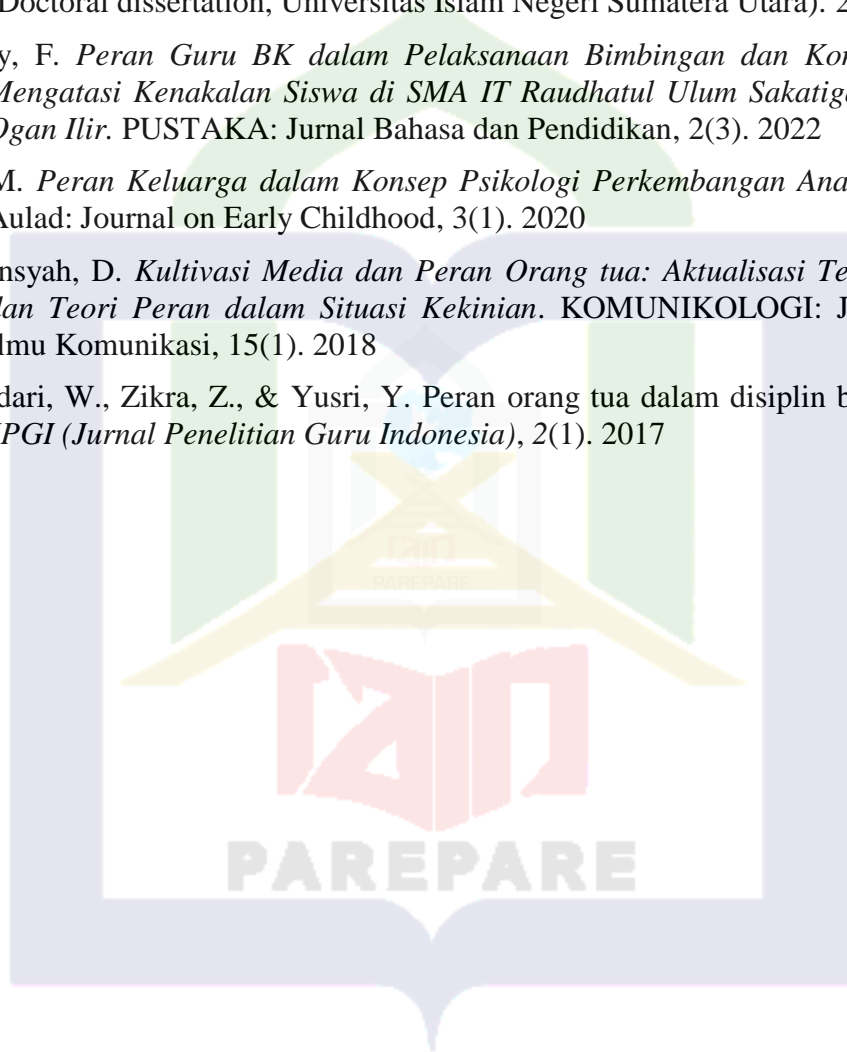 Doctoral dissertation, Universitas Islam Negeri Sumatera Utara). 2
y, F. Peran Guru BK dalam Pelaksanaan Bimbingan dan Kon
Mengatasi Kenakalan Siswa di SMA IT Raudhatul Ulum Sakatiga
Ogan Ilir. PUSTAKA: Jurnal Bahasa dan Pendidikan, 2(3). 2022
M. Peran Keluarga dalam Konsep Psikologi Perkembangan Ana
Aulad: Journal on Early Childhood, 3(1). 2020
nsyah, D. Kultivasi Media dan Peran Orang tua: Aktualisasi Te
dan Teori Peran dalam Situasi Kekinian. KOMUNIKOLOGI: J
lmu Komunikasi, 15(1). 2018
dari, W., Zikra, Z., & Yusri, Y. Peran orang tua dalam disiplin b
JPGI (Jurnal Penelitian Guru Indonesia), 2(1). 2017
iain
PAREPARE
iain
PAREPARE